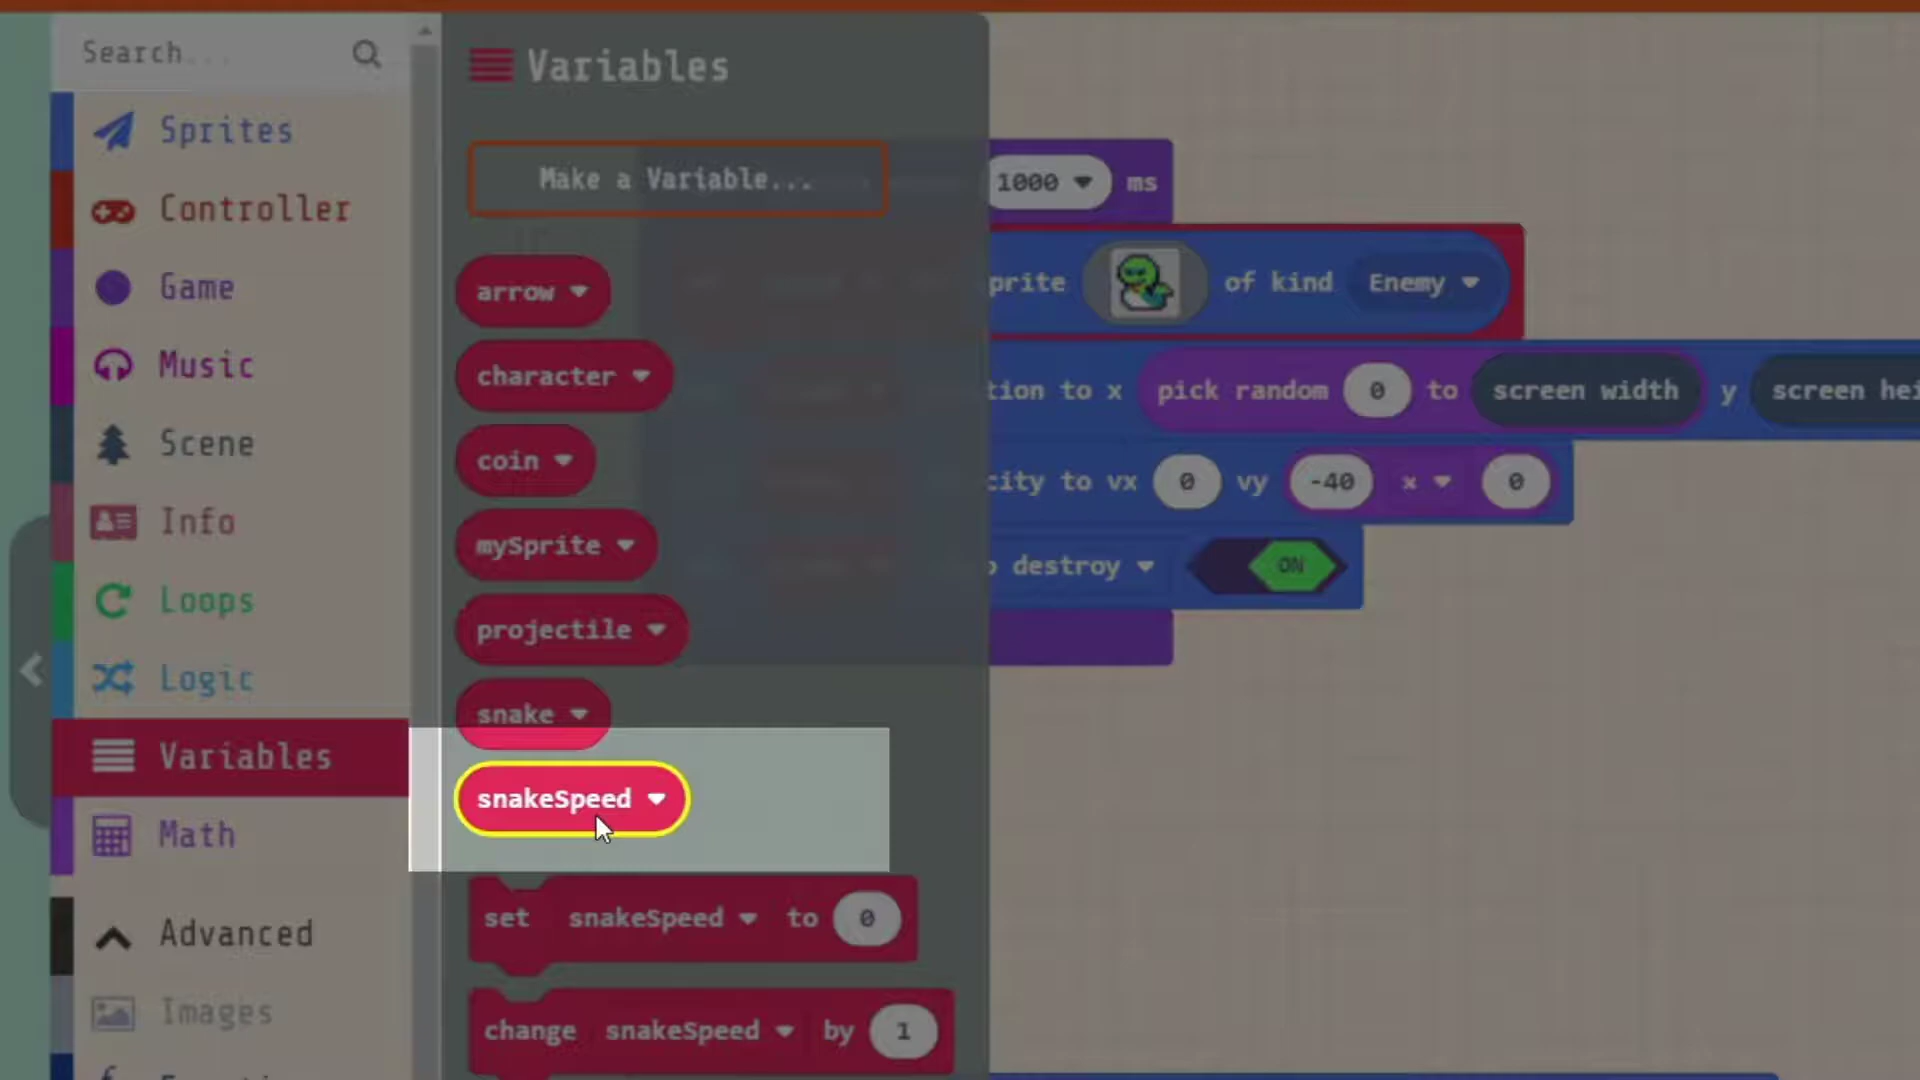 Search...
Sprites
Controller
Game
Music
Scene
Info
Loops
Logic
Variables
Math
Advanced
Images
Variables
Make a Variable...
arrow
character
coin
mySprite
projectile
snake
snakeSpeed
set snakeSpeed to 0
change snakeSpeed by 1
1000 ms
prite of kind Enemy
tion to x pick random 0 to screen width y screen hei
city to vx 0 vy -40 x 0
destroy ON